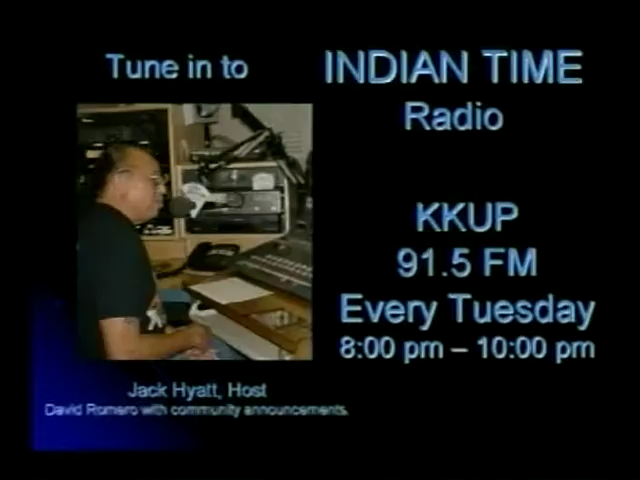 Tune in to
INDIAN TIME
Radio
KKUP
91.5 FM
Every Tuesday
8:00 pm – 10:00 pm
Jack Hyatt, Host
David Romero with community announcements.